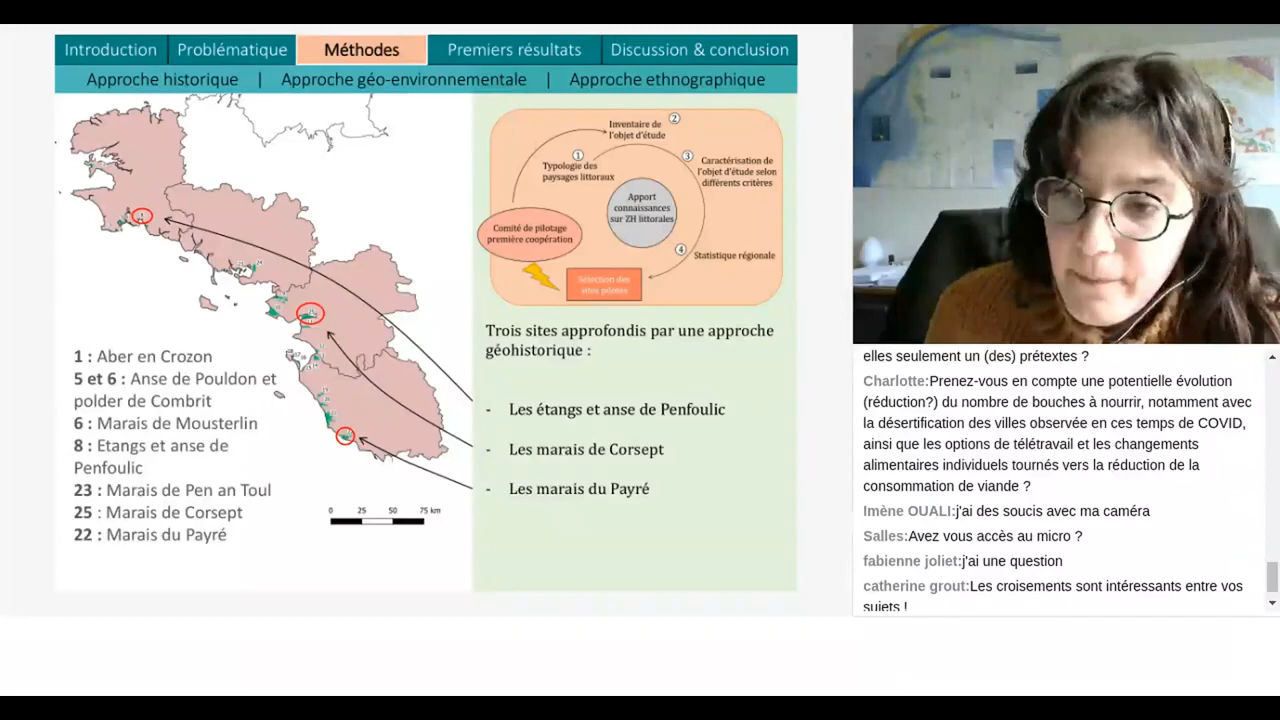 Introduction
Problématique
Méthodes
Premiers résultats
Discussion & conclusion
Approche historique | Approche géo-environnementale | Approche ethnographique
1 : Aber en Crozon
5 et 6 : Anse de Pouldon et
polder de Combrit
6 : Marais de Mousterlin
8 : Etangs et anse de
Penfoulic
23 : Marais de Pen an Toul
25 : Marais de Corsept
22 : Marais du Payré
0 25 50 75 km
Inventaire de
l'objet d'étude
2
1
Typologie des
paysages littoraux
3
Caractérisation de
l'objet d'étude selon
différents critères
Apport
connaissances
sur ZH littorales
Comité de pilotage
première coopération
4
Statistique régionale
Sélection des
sites pilotes
Trois sites approfondis par une approche
géohistorique :
- Les étangs et anse de Penfoulic
- Les marais de Corsept
- Les marais du Payré
elles seulement un (des) prétextes ?
Charlotte:Prenez-vous en compte une potentielle évolution
(réduction?) du nombre de bouches à nourrir, notamment avec
la désertification des villes observée en ces temps de COVID,
ainsi que les options de télétravail et les changements
alimentaires individuels tournés vers la réduction de la
consommation de viande ?
Imène OUALI:j'ai des soucis avec ma caméra
Salles:Avez vous accès au micro ?
fabienne joliet:j'ai une question
catherine grout:Les croisements sont intéressants entre vos
sujets !